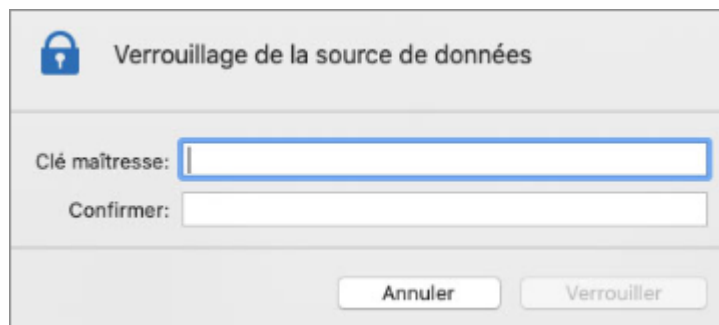 Verrouillage de la source de données
Clé maîtresse:
Confirmer:
Annuler Verrouiller